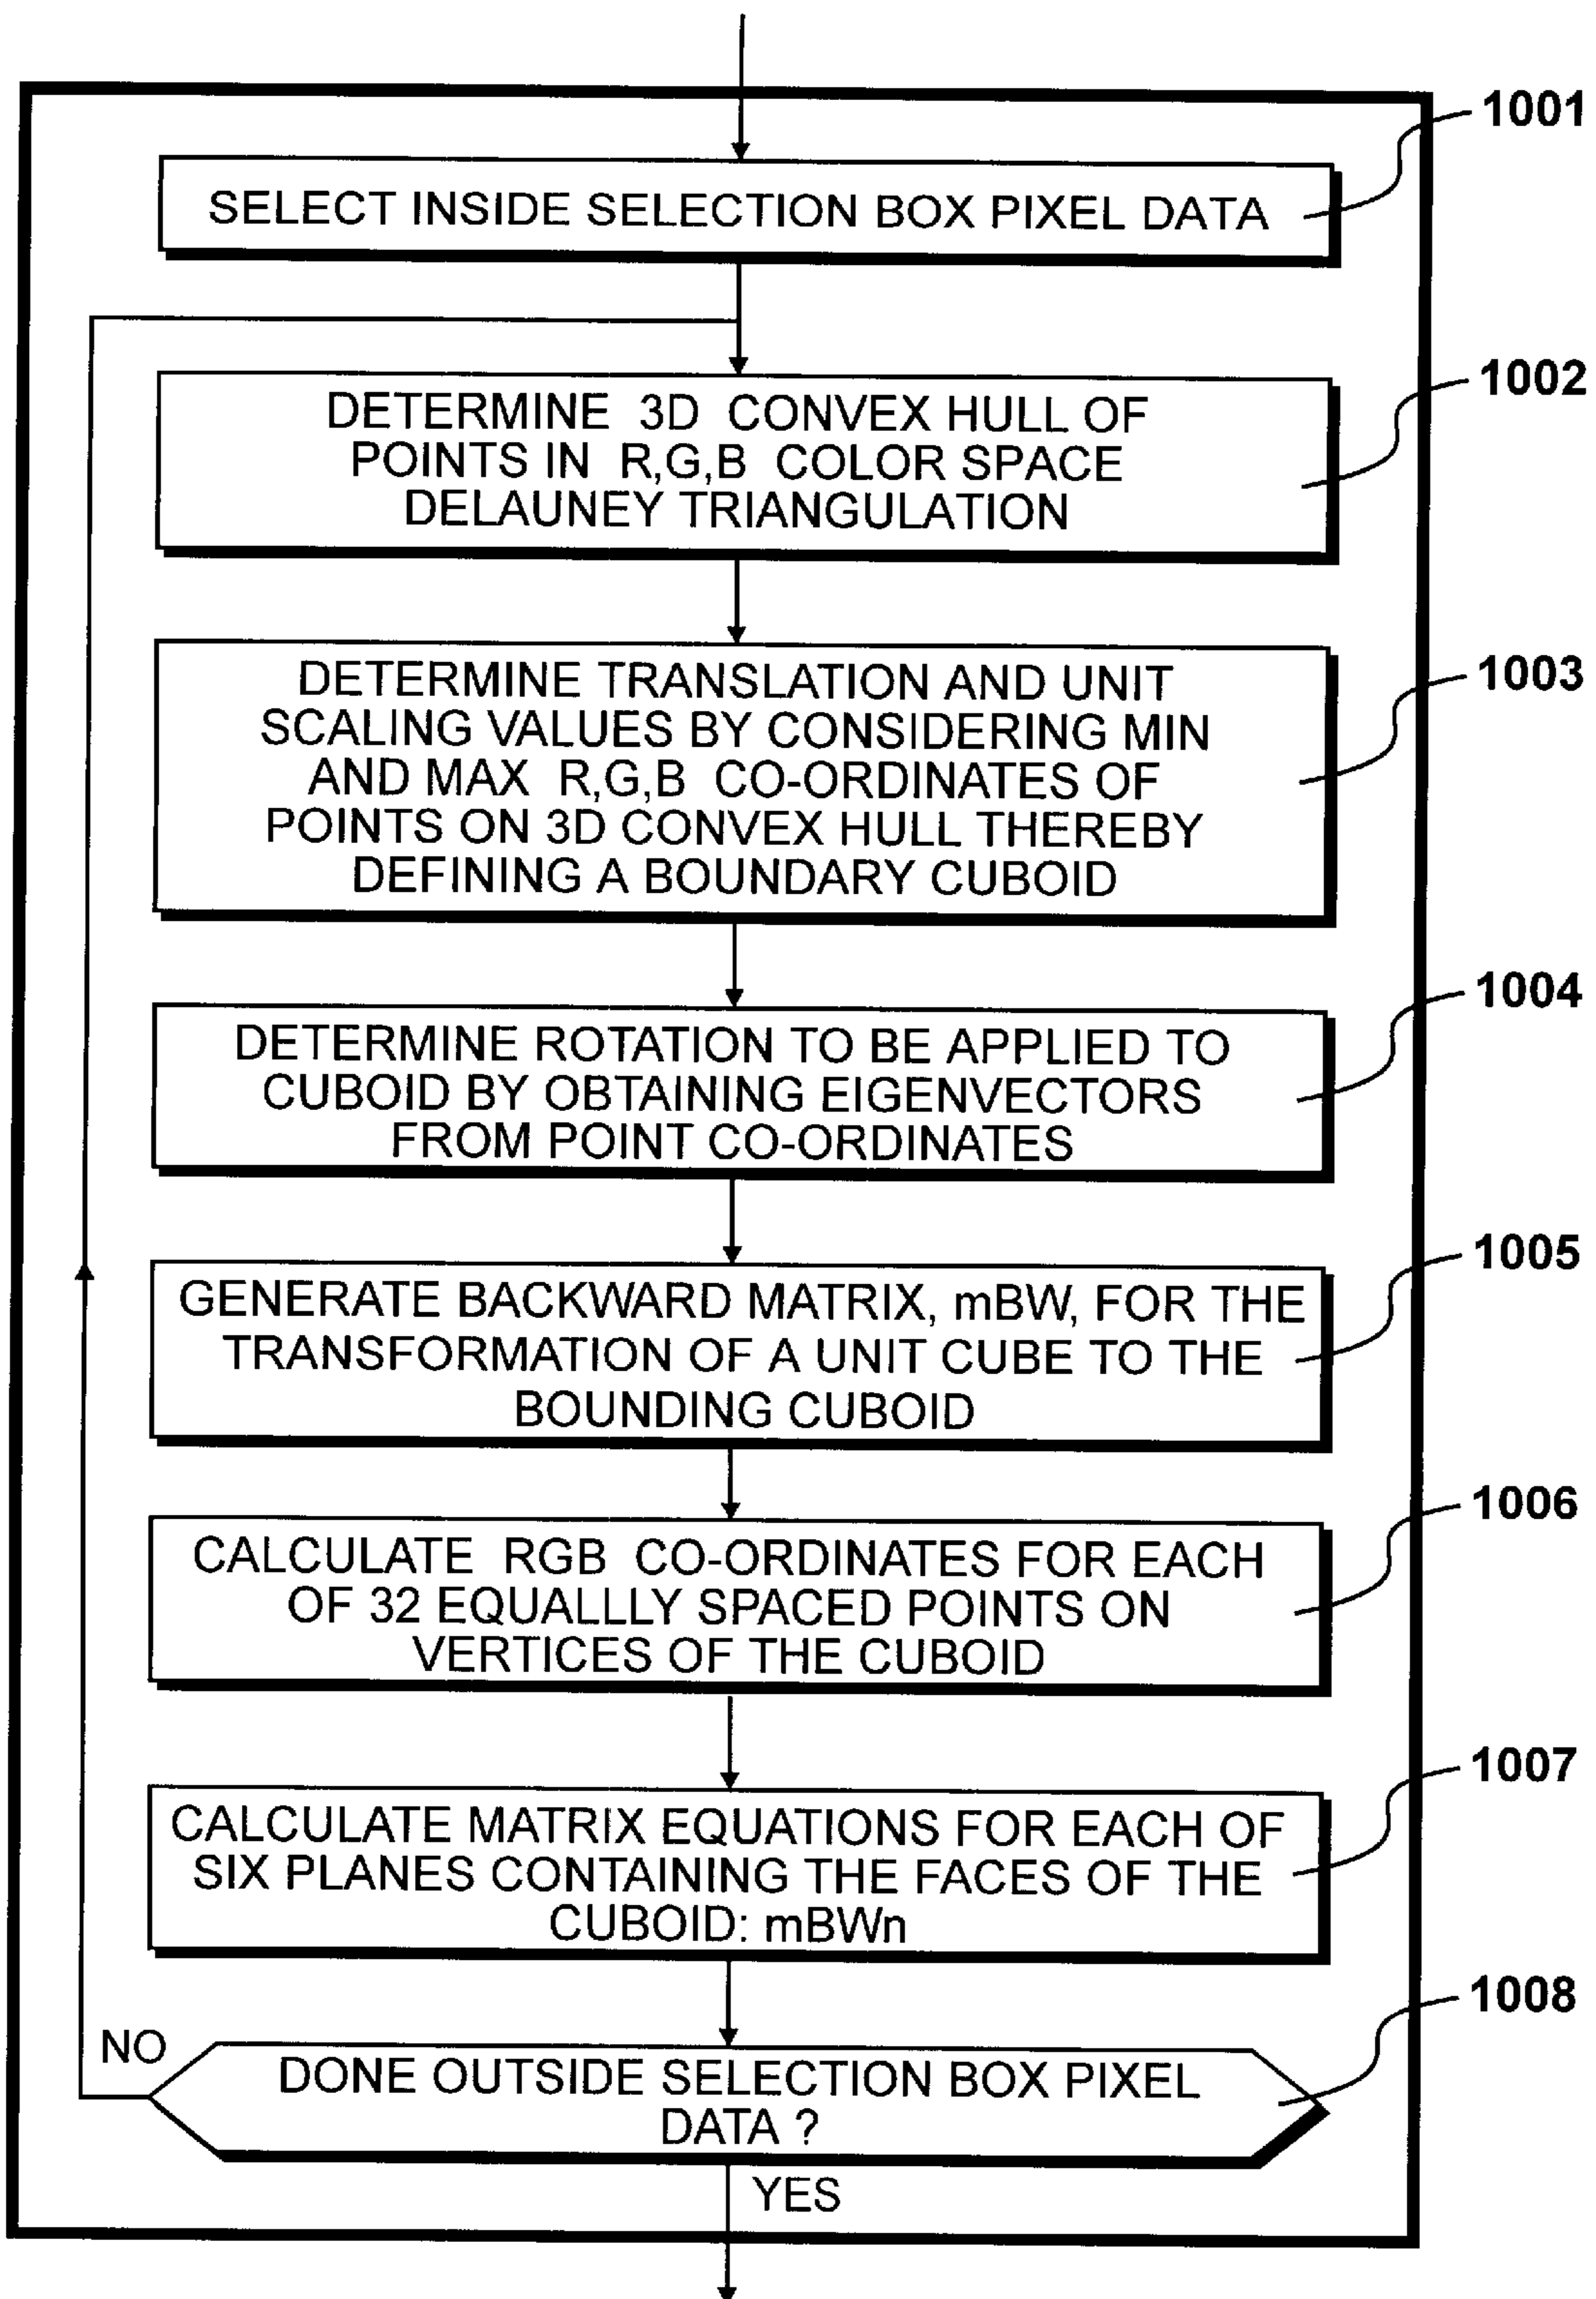 1001
SELECT INSIDE SELECTION BOX PIXEL DATA
1002
DETERMINE 3D CONVEX HULL OF
POINTS IN R,G,B COLOR SPACE
DELAUNEY TRIANGULATION
1003
DETERMINE TRANSLATION AND UNIT
SCALING VALUES BY CONSIDERING MIN
AND MAX R,G,B CO-ORDINATES OF
POINTS ON 3D CONVEX HULL THEREBY
DEFINING A BOUNDARY CUBOID
1004
DETERMINE ROTATION TO BE APPLIED TO
CUBOID BY OBTAINING EIGENVECTORS
FROM POINT CO-ORDINATES
1005
GENERATE BACKWARD MATRIX, mBW, FOR THE
TRANSFORMATION OF A UNIT CUBE TO THE
BOUNDING CUBOID
1006
CALCULATE RGB CO-ORDINATES FOR EACH
OF 32 EQUALLLY SPACED POINTS ON
VERTICES OF THE CUBOID
1007
CALCULATE MATRIX EQUATIONS FOR EACH OF
SIX PLANES CONTAINING THE FACES OF THE
CUBOID: mBWn
1008
NO
DONE OUTSIDE SELECTION BOX PIXEL
DATA ?
YES